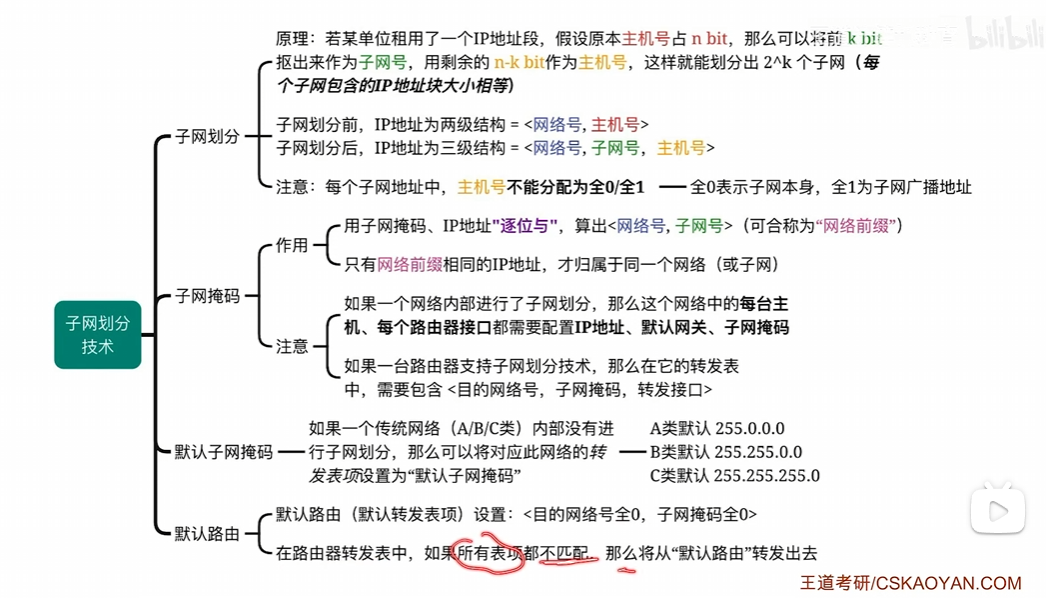 原理：若某单位租用了一个IP地址段，假设原本主机号占 n bit，那么可以将前 k bit
抠出来作为子网号，用剩余的 n-k bit作为主机号，这样就能划分出 2^k 个子网（每
个子网包含的IP地址块大小相等）
子网划分前，IP地址为两级结构 = <网络号, 主机号>
子网划分
子网划分后，IP地址为三级结构 = <网络号, 子网号，主机号>
注意：每个子网地址中，主机号不能分配为全0/全1
全0表示子网本身，全1为子网广播地址
用子网掩码、IP地址"逐位与"，算出<网络号, 子网号>（可合称为“网络前缀”）
作用
只有网络前缀相同的IP地址，才归属于同一个网络（或子网）
子网掩码
如果一个网络内部进行了子网划分，那么这个网络中的每台主
机、每个路由器接口都需要配置IP地址、默认网关、子网掩码
注意
如果一台路由器支持子网划分技术，那么在它的转发表
中，需要包含 <目的网络号，子网掩码，转发接口>
子网划分
技术
默认子网掩码
如果一个传统网络（A/B/C类）内部没有进
行子网划分，那么可以将对应此网络的转
发表项设置为“默认子网掩码”
A类默认 255.0.0.0
B类默认 255.255.0.0
C类默认 255.255.255.0
默认路由
默认路由（默认转发表项）设置：<目的网络号全0，子网掩码全0>
在路由器转发表中，如果所有表项都不匹配，那么将从“默认路由”转发出去
bilibili
王道考研/CSKAOYAN.COM